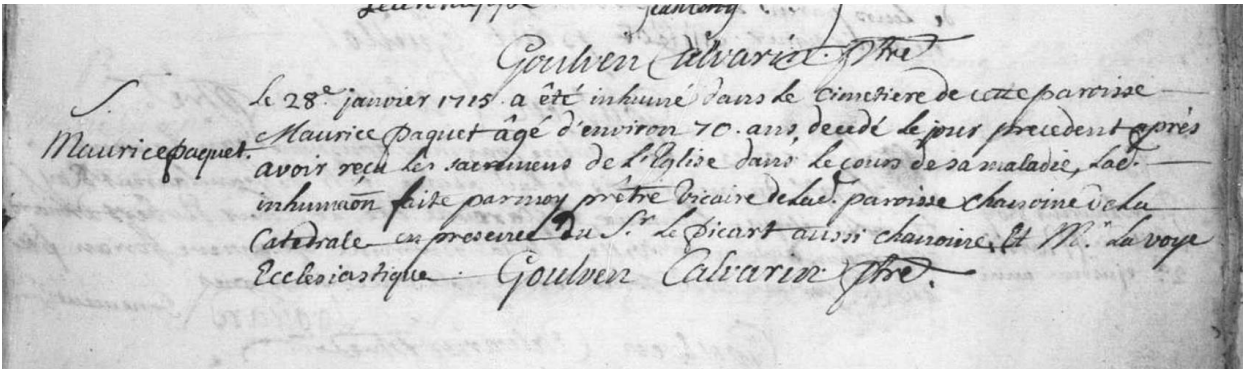 Goulven Calvarin ptre
S.
Maurice paquet.
Le 28e. janvier 1715 a été inhumé dans le Cimetiere de cette paroisse
Maurice paquet âgé d'environ 70. ans, decedé le jour precedent après
avoir reçu les sacremens de l'Eglise dans le cours de sa maladie, lade.
inhumaôn faite par moy prêtre Vicaire de lade. paroisse chanoine de la
Catedrale en presence du Sr. le picart aussi chanoine, Et Mr. la voye
Ecclesiastique. Goulven Calvarin ptre.